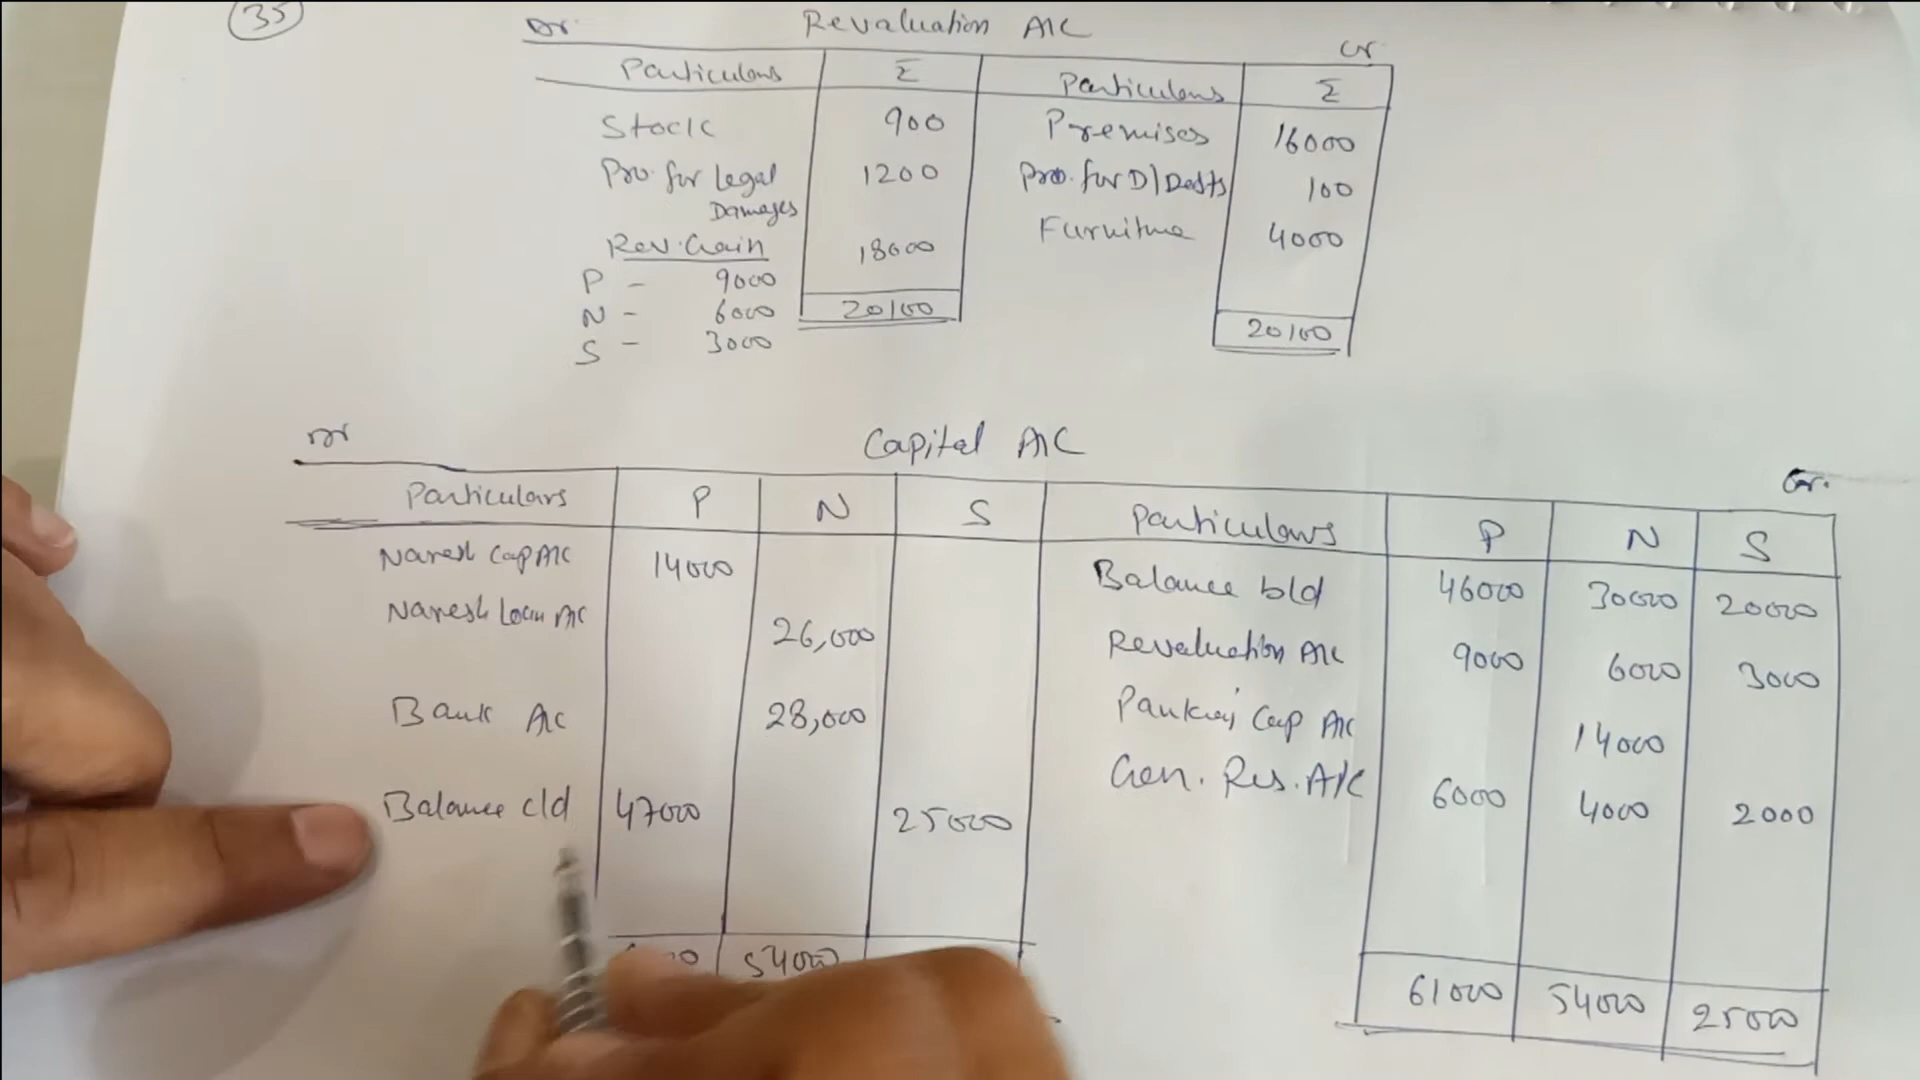 35
Dr. Revaluation A/C Cr
Particulars Σ Particulars Σ
Stock 900 Premises 16000
Pro. for Legal Damages 1200 Pro. for D/Debts 100
Rev. Gain 18000 Furniture 4000
P - 9000
N - 6000 20100 20100
S - 3000
Dr Capital A/C Cr.
Particulars P N S Particulars P N S
Naresh Cap A/C 14000 Balance b/d 46000 30000 20000
Naresh Loan A/C 26,000 Revaluation A/C 9000 6000 3000
Bank A/C 28,000 Pankaj Cap A/C 14000
Balance c/d 47000 25000 Gen. Res. A/C 6000 4000 2000
54000 61000 54000 25000